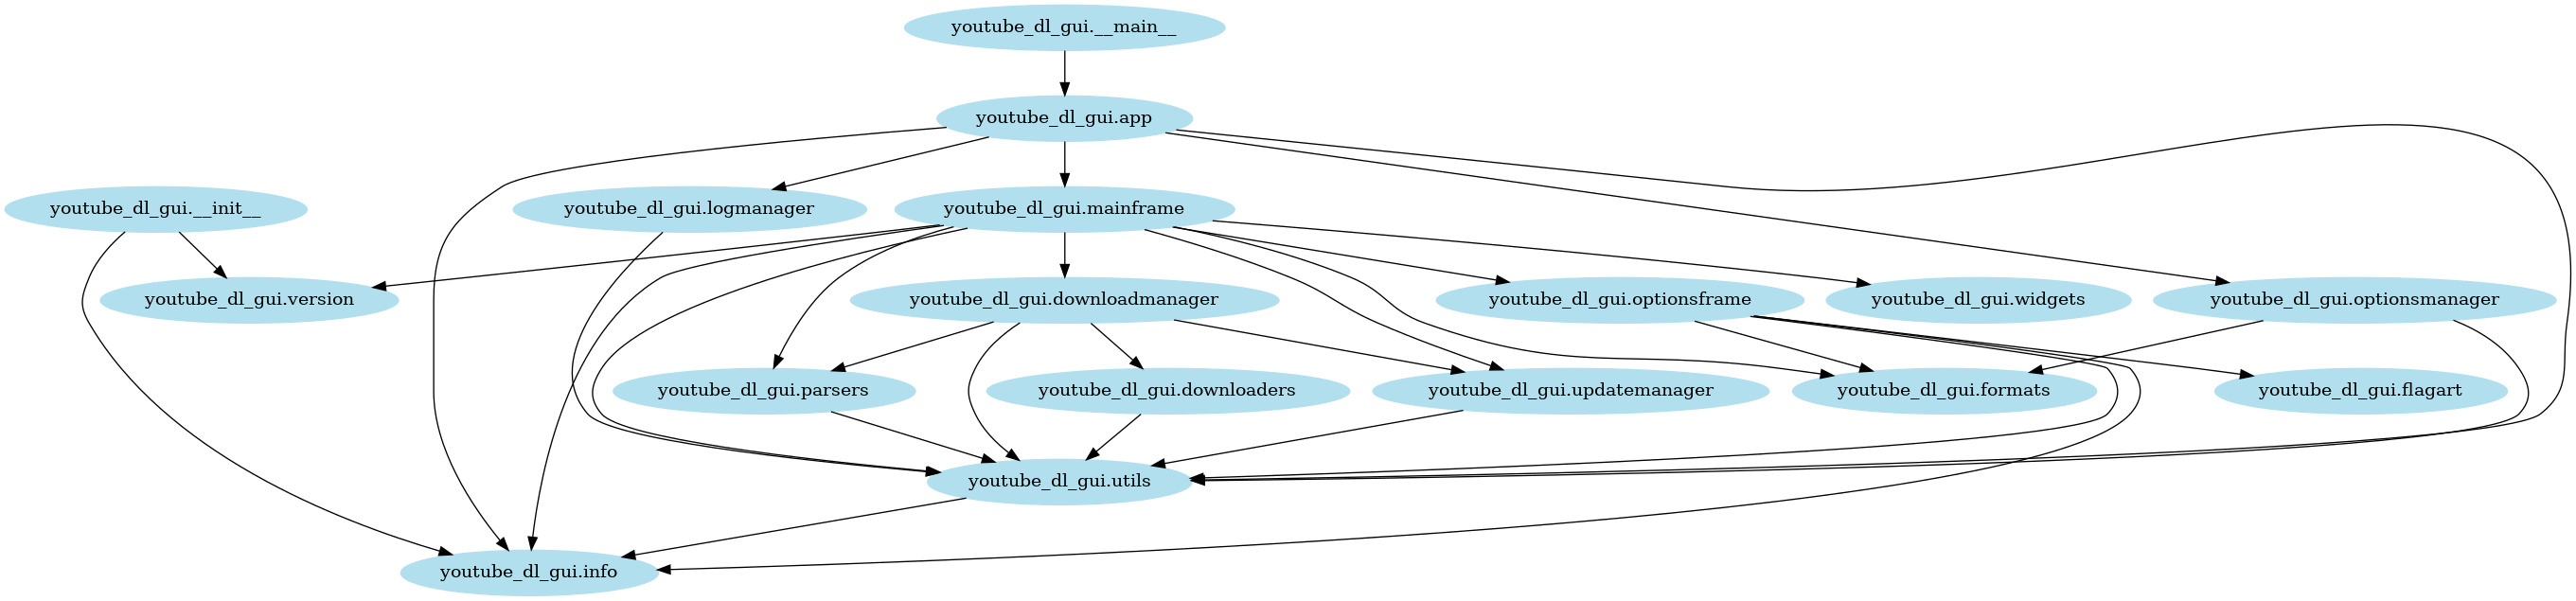 youtube_dl_gui.__main__
youtube_dl_gui.app
youtube_dl_gui.__init__
youtube_dl_gui.logmanager
youtube_dl_gui.mainframe
youtube_dl_gui.version
youtube_dl_gui.downloadmanager
youtube_dl_gui.optionsframe
youtube_dl_gui.widgets
youtube_dl_gui.optionsmanager
youtube_dl_gui.parsers
youtube_dl_gui.downloaders
youtube_dl_gui.updatemanager
youtube_dl_gui.formats
youtube_dl_gui.flagart
youtube_dl_gui.utils
youtube_dl_gui.info